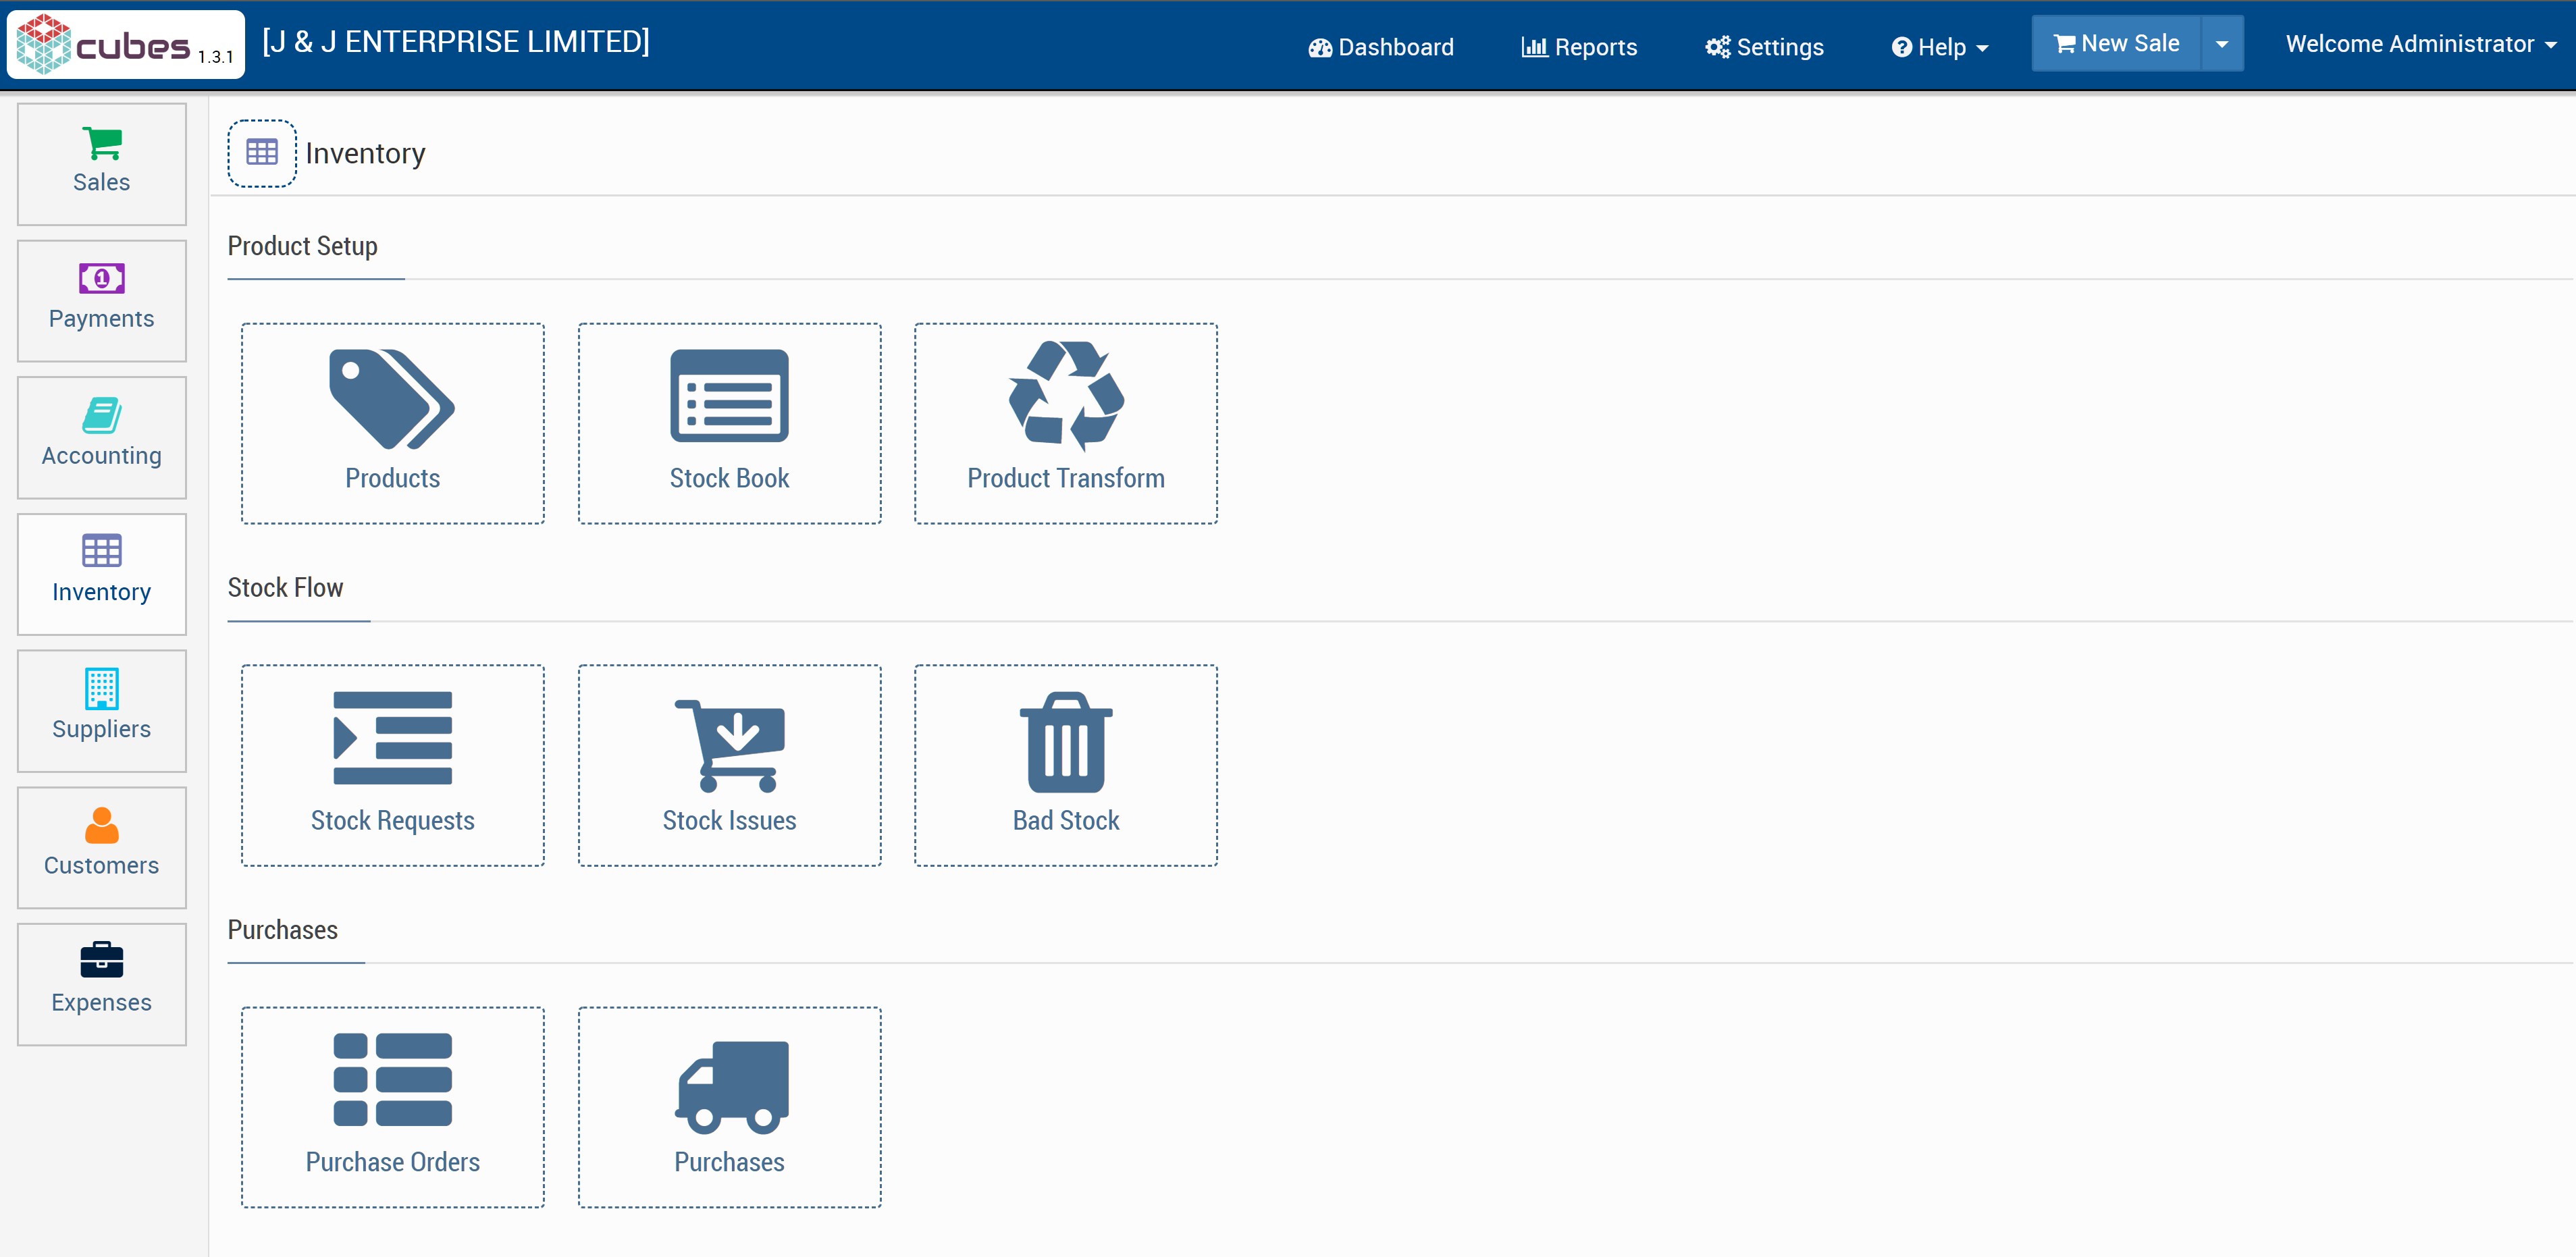 cubes 1.3.1
[J & J ENTERPRISE LIMITED]
Dashboard
Reports
Settings
Help
New Sale
Welcome Administrator
Sales
Payments
Accounting
Inventory
Suppliers
Customers
Expenses
Inventory
Product Setup
Products
Stock Book
Product Transform
Stock Flow
Stock Requests
Stock Issues
Bad Stock
Purchases
Purchase Orders
Purchases